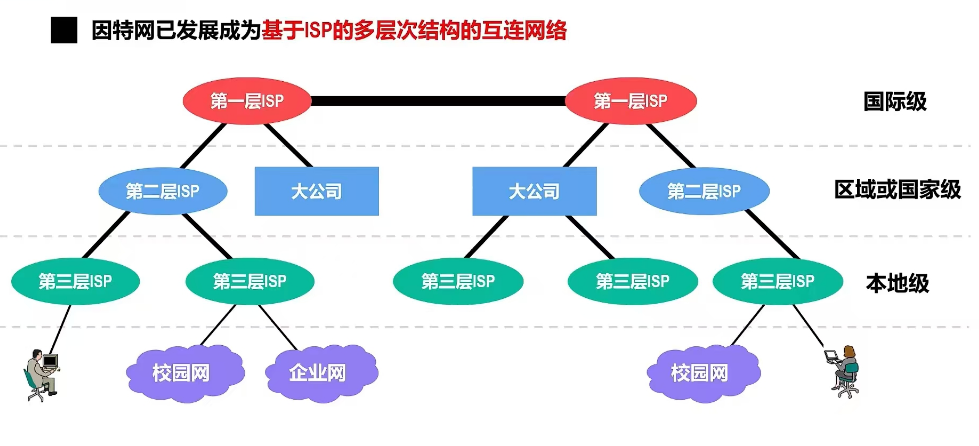 因特网已发展成为基于ISP的多层次结构的互连网络
第一层ISP
第一层ISP
国际级
第二层ISP
大公司
大公司
第二层ISP
区域或国家级
第三层ISP
第三层ISP
第三层ISP
第三层ISP
第三层ISP
本地级
校园网
企业网
校园网